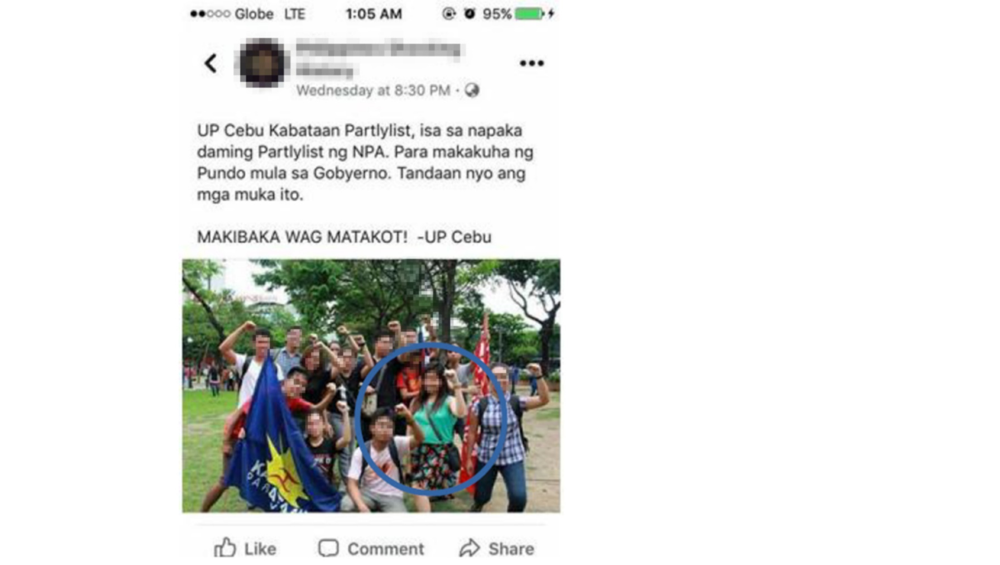 Globe LTE 1:05 AM 95%
Wednesday at 8:30 PM ·
UP Cebu Kabataan Partlylist, isa sa napaka
daming Partlylist ng NPA. Para makakuha ng
Pundo mula sa Gobyerno. Tandaan nyo ang
mga muka ito.
MAKIBAKA WAG MATAKOT! -UP Cebu
Like Comment Share